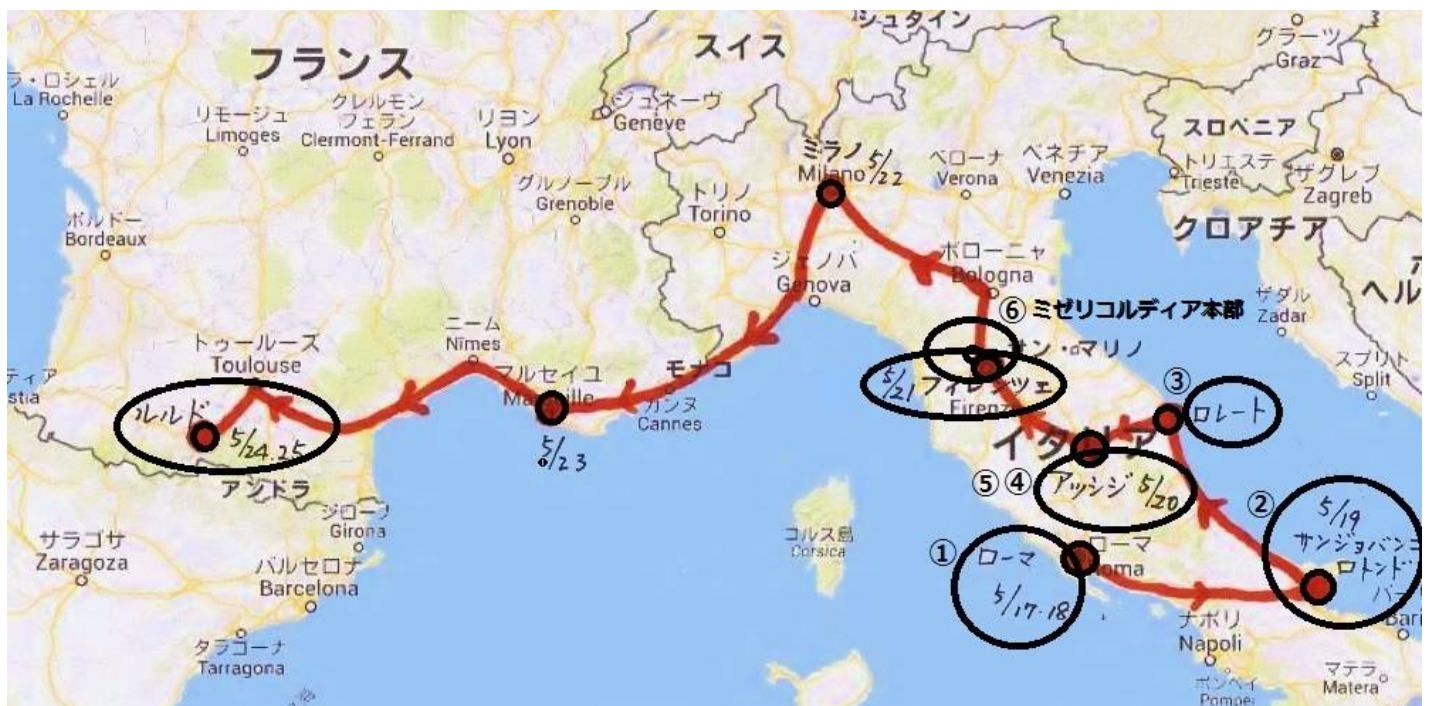 フランス
スイス
シュタイン
グラーツ
Graz
ラ・ロシェル
La Rochelle
リモージュ
Limoges
クレルモン
フェラン
Clermont-Ferrand
リヨン
Lyon
ジュネーヴ
Genève
ミラノ
Milano
5/22
ベローナ
Verona
ベネチア
Venezia
スロベニア
トリエステ
Trieste
ザグレブ
Zagreb
グルノーブル
Grenoble
トリノ
Torino
ボルドー
Bordeaux
クロアチア
ボローニャ
Bologna
ジェノバ
Genova
ヘル
ザダル
Zadar
⑥ ミゼリコルディア本部
サン・マリノ
トゥールーズ
Toulouse
ニーム
Nîmes
マルセイユ
モナコ
カンヌ
Cannes
5/21 フィレンツェ
Firenz
スプリト
Split
③
ロレート
ルルド
5/24.25
5/23
イタリア
アンドラ
⑤ ④
アッシジ 5/20
②
5/19
サンジョバンニ
ロトンド
サラゴサ
Zaragoza
ジローナ
Girona
コルス島
Corsica
①
ローマ
5/17.18
ローマ
Roma
バルセロナ
Barcelona
ナポリ
Napoli
バー
Bari
タラゴーナ
Tarragona
ポンペイ
Pompei
マテラ
Matera